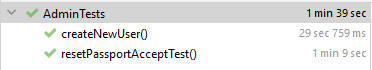 AdminTests 1 min 39 sec
createNewUser() 29 sec 759 ms
resetPassportAcceptTest() 1 min 9 sec